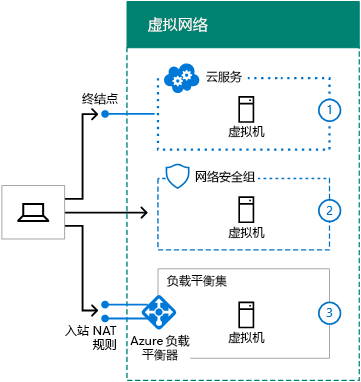 虚拟网络
云服务
终结点
虚拟机
1
网络安全组
虚拟机
2
负载平衡集
入站 NAT
规则
Azure 负载
平衡器
虚拟机
3